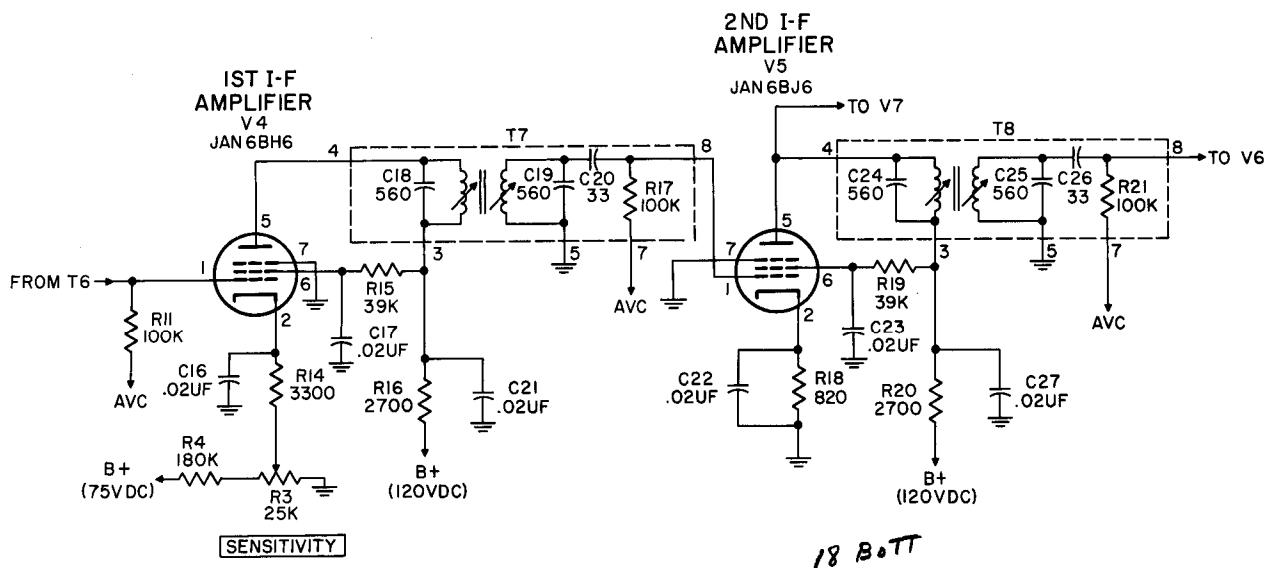 1ST I-F
AMPLIFIER
V4
JAN 6BH6
2ND I-F
AMPLIFIER
V5
JAN 6BJ6
TO V7
T7
T8
4
8
4
8
TO V6
C18
560
C19
560
C20
33
R17
100K
C24
560
C25
560
C26
33
R21
100K
5
7
6
1
2
3
5
7
5
7
1
6
2
3
5
7
FROM T6
R11
100K
AVC
R15
39K
C17
.02UF
AVC
R19
39K
C23
.02UF
AVC
C16
.02UF
R14
3300
R16
2700
C21
.02UF
C22
.02UF
R18
820
R20
2700
C27
.02UF
B+
(75VDC)
R4
180K
R3
25K
B+
(120VDC)
B+
(120VDC)
SENSITIVITY
18 BOTT